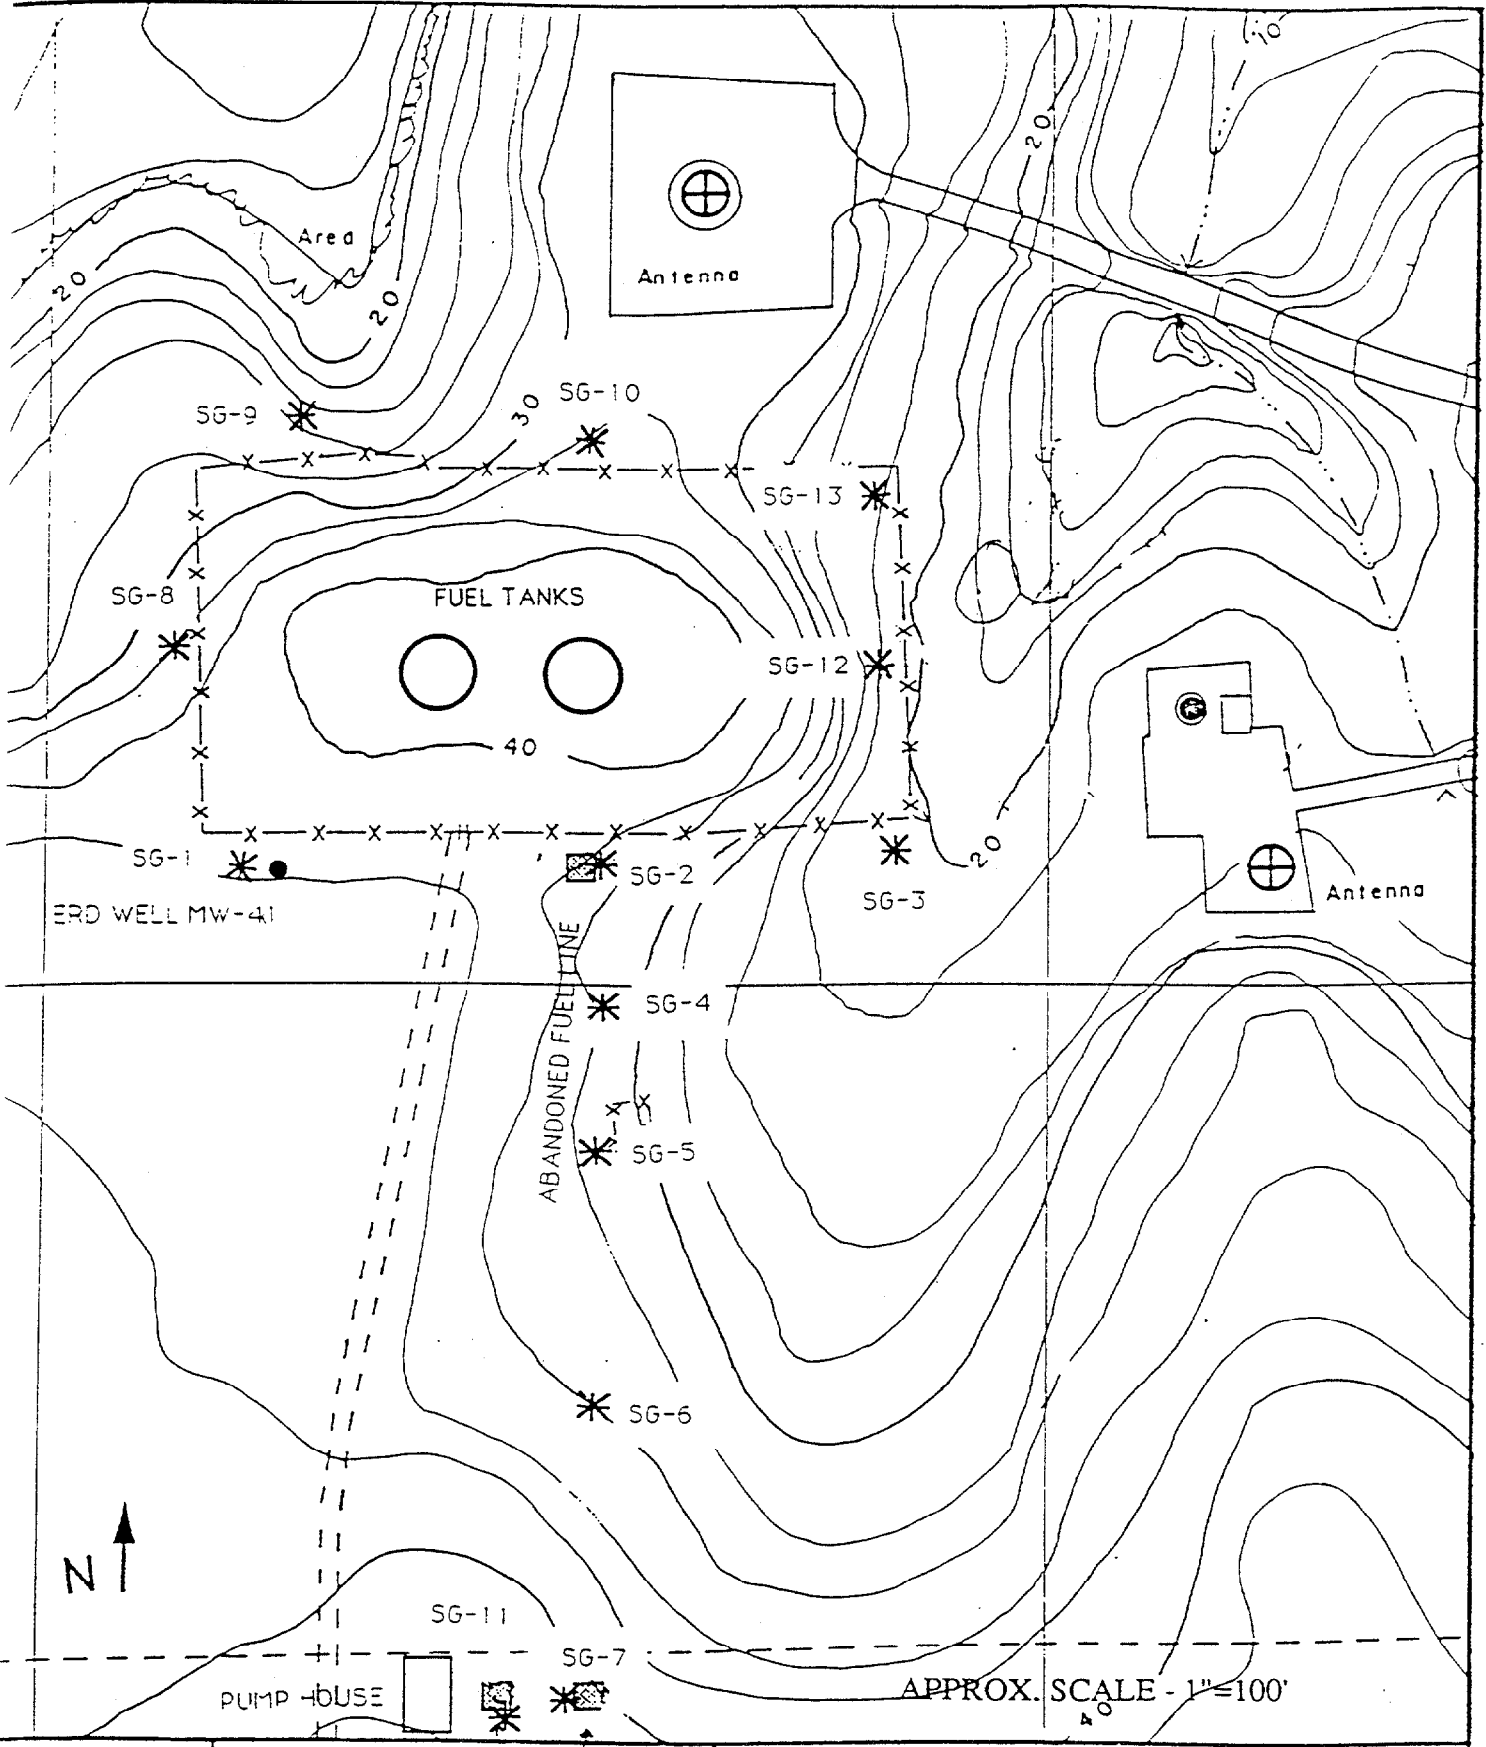 10
20
Area
Antenna
20
20
SG-10
SG-9
30
SG-13
SG-8
FUEL TANKS
SG-12
40
SG-1
SG-2
20
SG-3
Antenna
ERD WELL MW-41
ABANDONED FUEL LINE
SG-4
SG-5
SG-6
N
SG-11
SG-7
PUMP HOUSE
APPROX. SCALE - 1"=100'
40